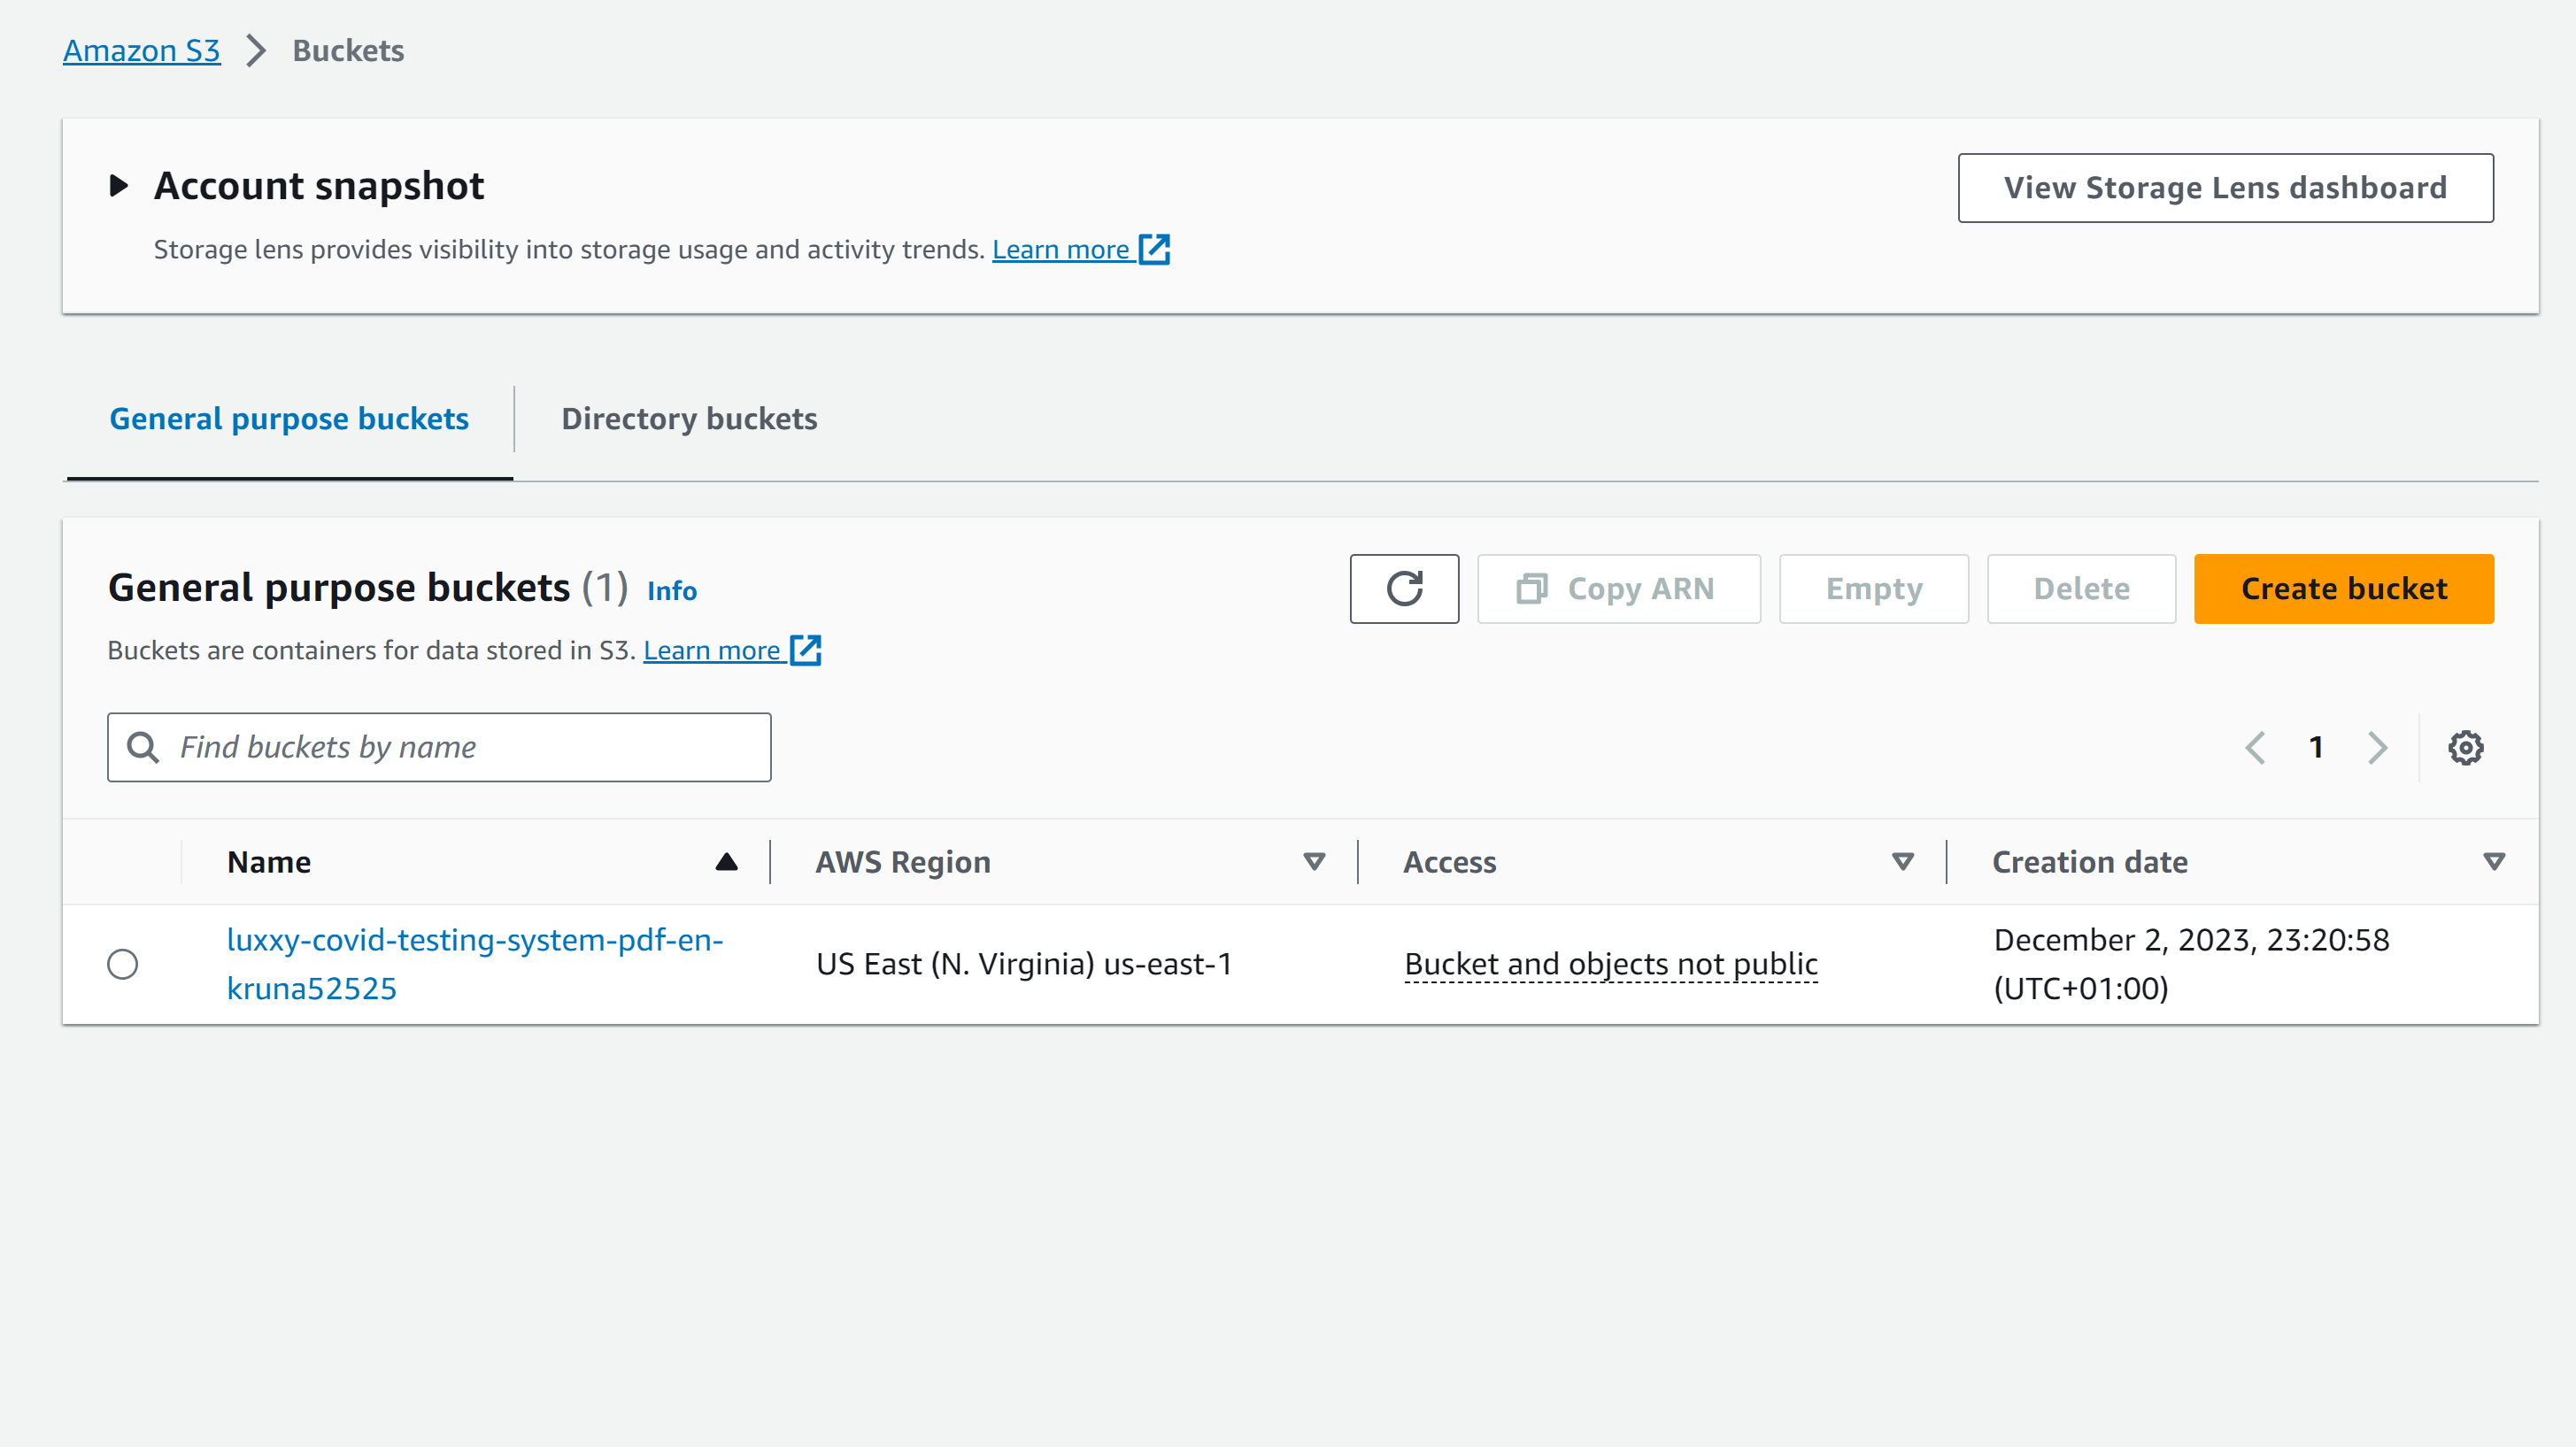 Amazon S3 > Buckets
Account snapshot
View Storage Lens dashboard
Storage lens provides visibility into storage usage and activity trends. Learn more
General purpose buckets
Directory buckets
General purpose buckets (1) Info
Copy ARN
Empty
Delete
Create bucket
Buckets are containers for data stored in S3. Learn more
Find buckets by name
1
Name
AWS Region
Access
Creation date
luxxy-covid-testing-system-pdf-en-
kruna52525
US East (N. Virginia) us-east-1
Bucket and objects not public
December 2, 2023, 23:20:58
(UTC+01:00)